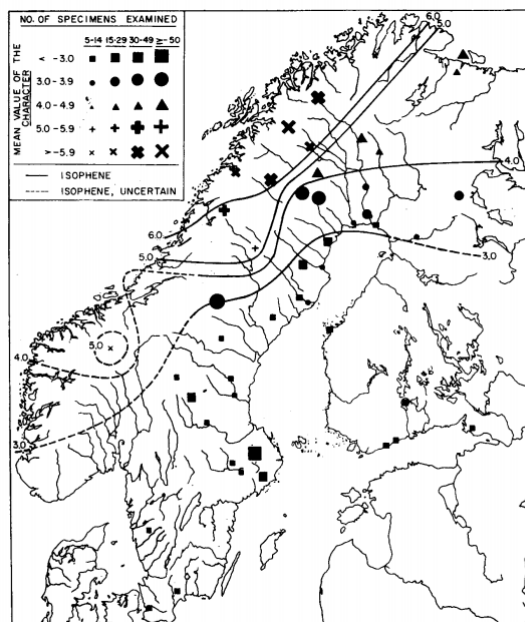 NO. OF SPECIMENS EXAMINED
5-14 15-29 30-49 ≥-50
MEAN VALUE OF THE
CHARACTER
< -3.0
3.0 -3.9
4.0 -4.9
5.0 -5.9
> -5.9
ISOPHENE
ISOPHENE, UNCERTAIN
6.0
5.0
4.0
3.0
6.0
5.0
5.0
4.0
3.0